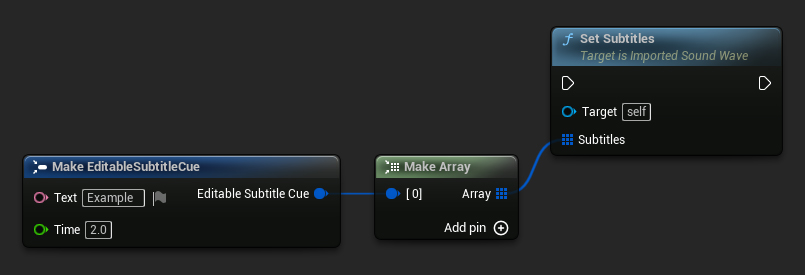 Set Subtitles
Target is Imported Sound Wave
Target self
Subtitles
Make EditableSubtitleCue
Text Example
Editable Subtitle Cue
Time 2.0
Make Array
[ 0]
Array
Add pin